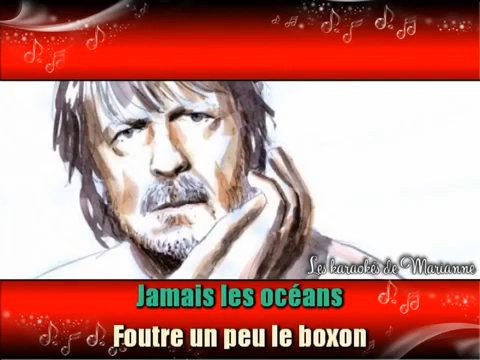 Les karaokés de Marianne
Jamais les océans
Foutre un peu le boxon